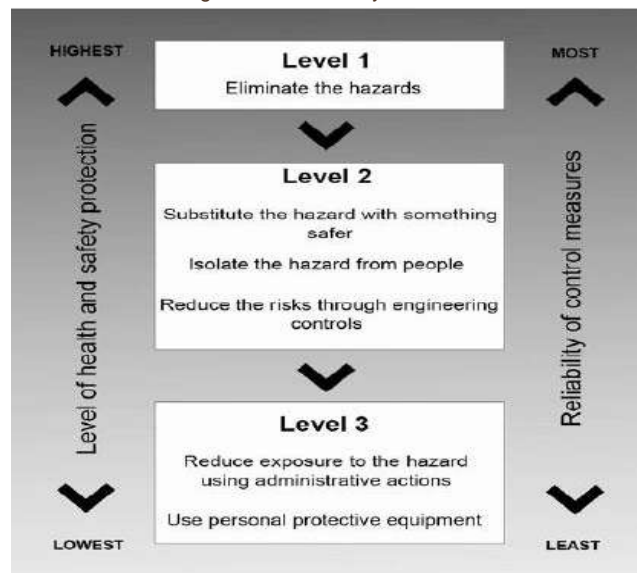 HIGHEST
MOST
Level 1
Eliminate the hazards
Level 2
Substitute the hazard with something
safer
Isolate the hazard from people
Reduce the risks through engineering
controls
Level of health and safety protection
Reliability of control measures
Level 3
Reduce exposure to the hazard
using administrative actions
Use personal protective equipment
LOWEST
LEAST